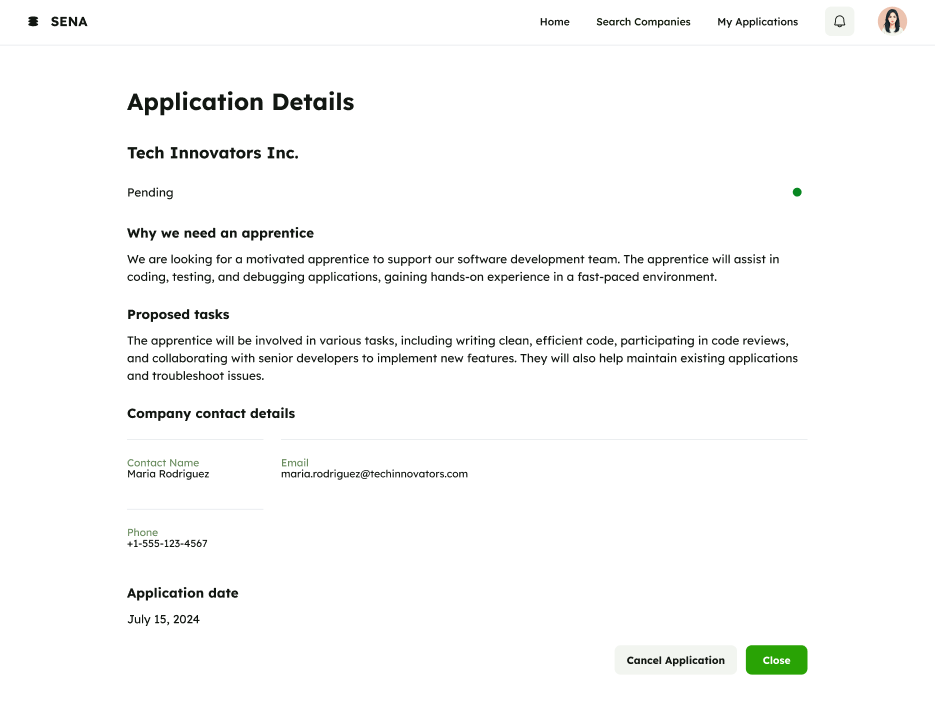 SENA
Home
Search Companies
My Applications
Application Details
Tech Innovators Inc.
Pending
Why we need an apprentice
We are looking for a motivated apprentice to support our software development team. The apprentice will assist in
coding, testing, and debugging applications, gaining hands-on experience in a fast-paced environment.
Proposed tasks
The apprentice will be involved in various tasks, including writing clean, efficient code, participating in code reviews,
and collaborating with senior developers to implement new features. They will also help maintain existing applications
and troubleshoot issues.
Company contact details
Contact Name
Maria Rodriguez
Email
maria.rodriguez@techinnovators.com
Phone
+1-555-123-4567
Application date
July 15, 2024
Cancel Application
Close